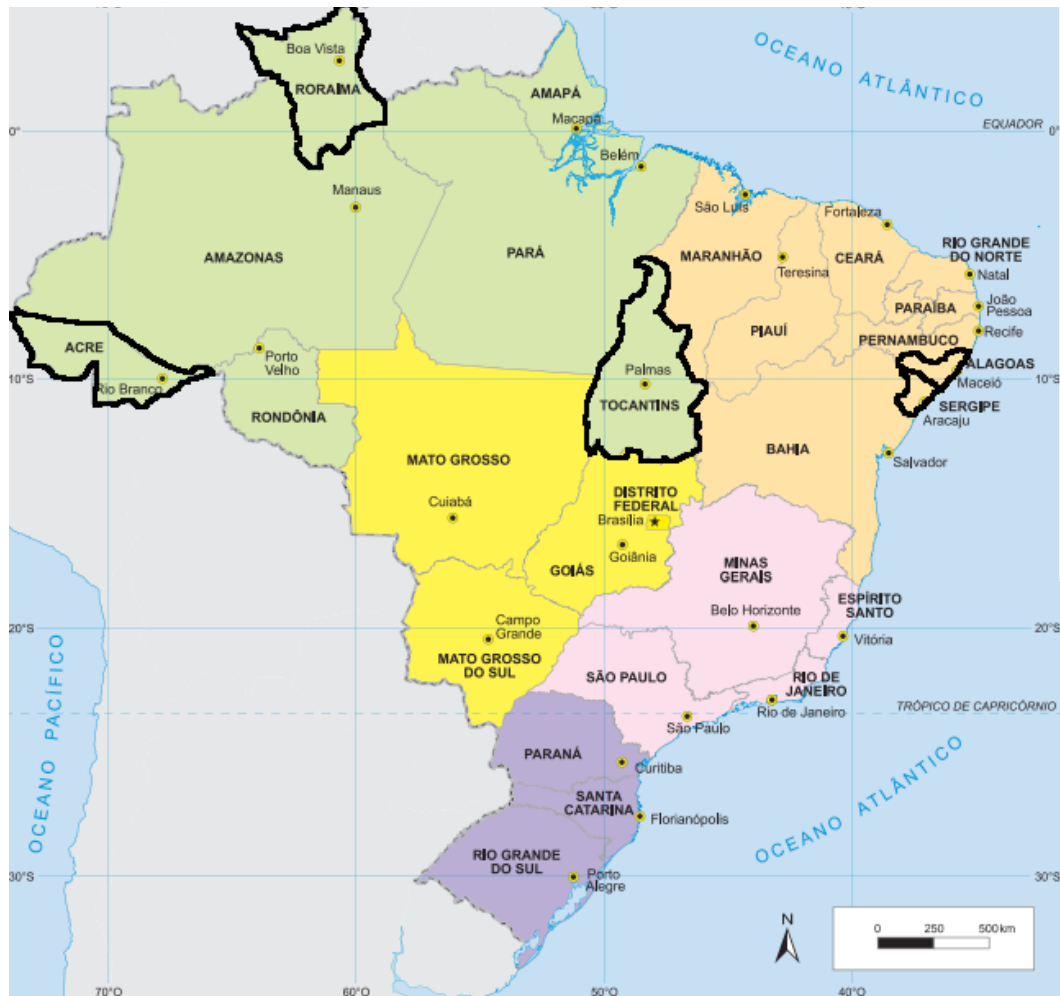 OCEANO ATLÂNTICO
Boa Vista
RORAIMA
AMAPÁ
Macapá
EQUADOR
0°
0°
Belém
Manaus
São Luís
Fortaleza
AMAZONAS
PARÁ
MARANHÃO
Teresina
CEARÁ
RIO GRANDE
DO NORTE
Natal
PARAÍBA
João
Pessoa
PIAUÍ
PERNAMBUCO
Recife
ACRE
Rio Branco
Porto
Velho
Palmas
TOCANTINS
ALAGOAS
Maceió
10°S
10°S
SERGIPE
Aracaju
RONDÔNIA
MATO GROSSO
BAHIA
Salvador
Cuiabá
DISTRITO
FEDERAL
Brasília
Goiânia
GOIÁS
MINAS
GERAIS
Belo Horizonte
ESPÍRITO
SANTO
Vitória
20°S
20°S
Campo
Grande
MATO GROSSO
DO SUL
SÃO PAULO
RIO DE
JANEIRO
Rio de Janeiro
São Paulo
TRÓPICO DE CAPRICÓRNIO
OCEANO PACÍFICO
PARANÁ
Curitiba
SANTA
CATARINA
Florianópolis
OCEANO ATLÂNTICO
RIO GRANDE
DO SUL
Porto
Alegre
30°S
30°S
N
0 250 500 km
70°O
60°O
50°O
40°O